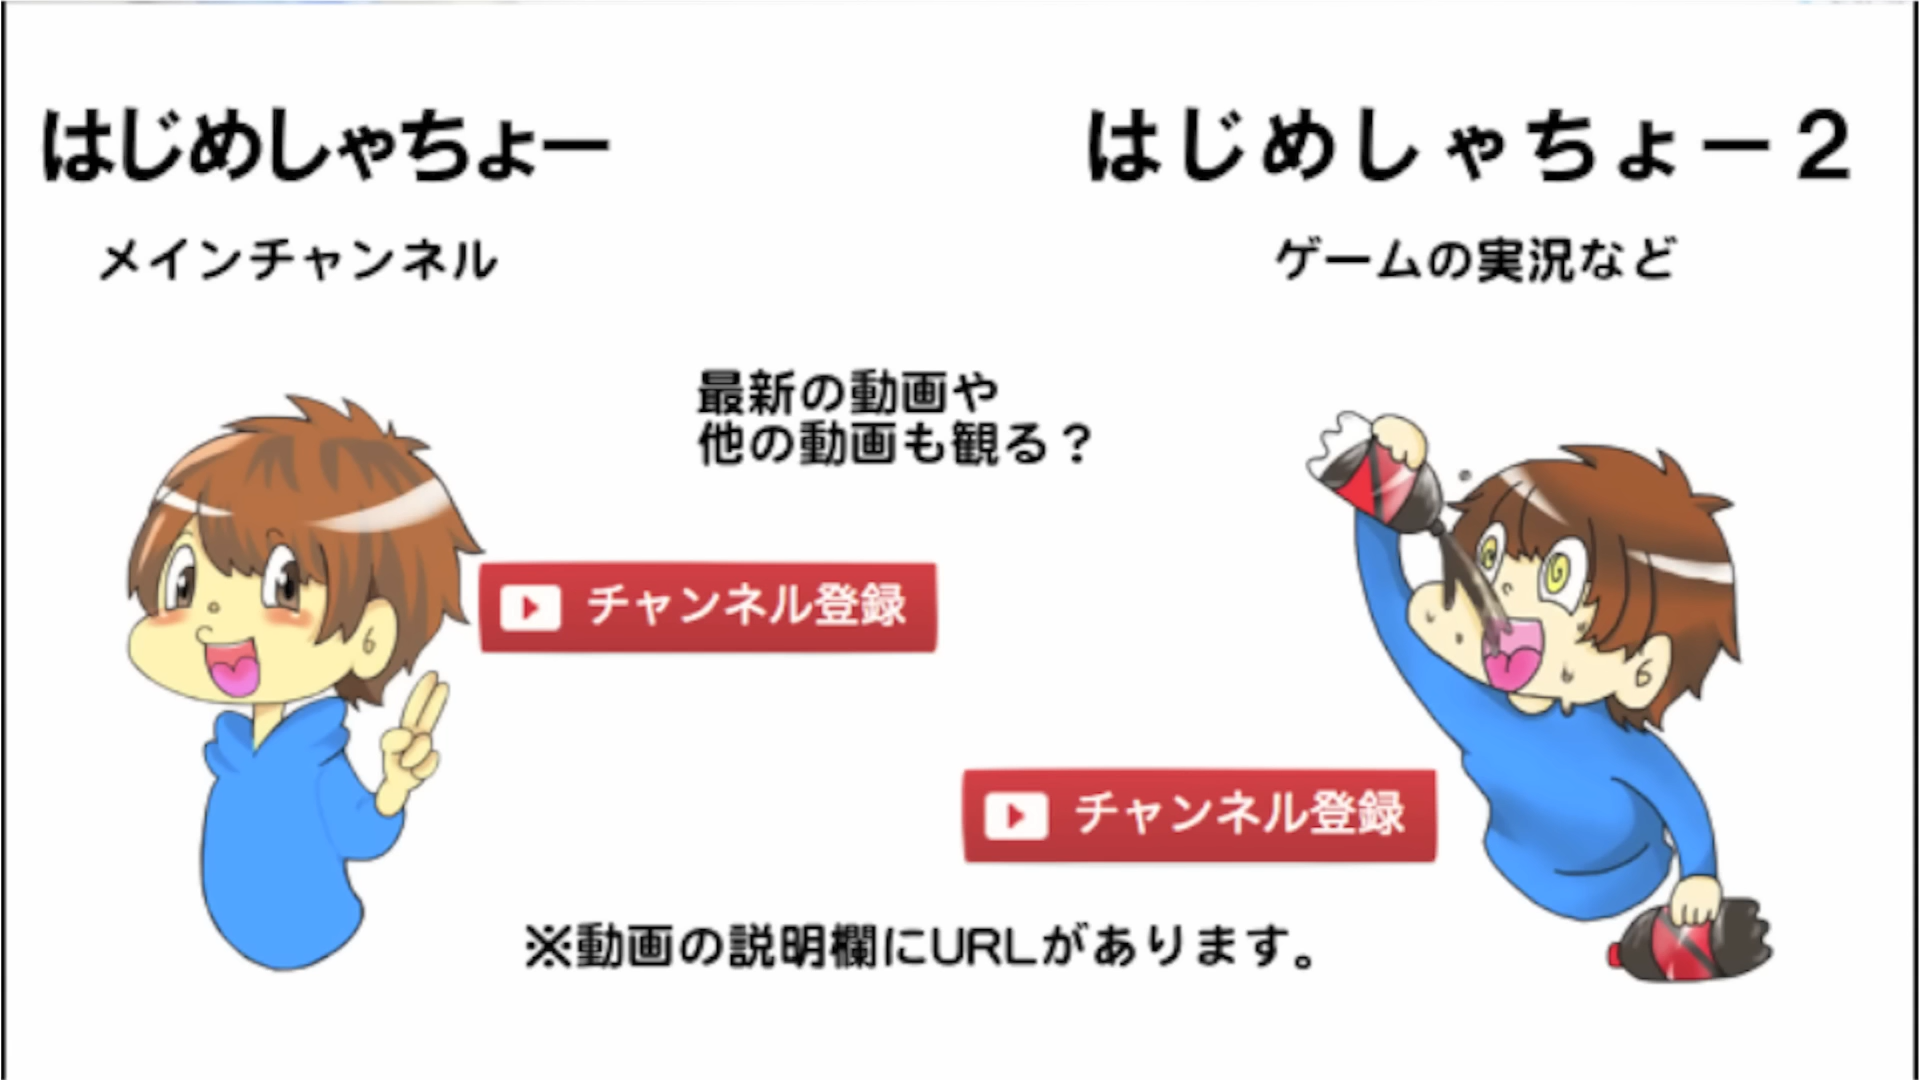 はじめしゃちょー
メインチャンネル
はじめしゃちょー２
ゲームの実況など
最新の動画や
他の動画も観る？
チャンネル登録
チャンネル登録
※動画の説明欄にURLがあります。